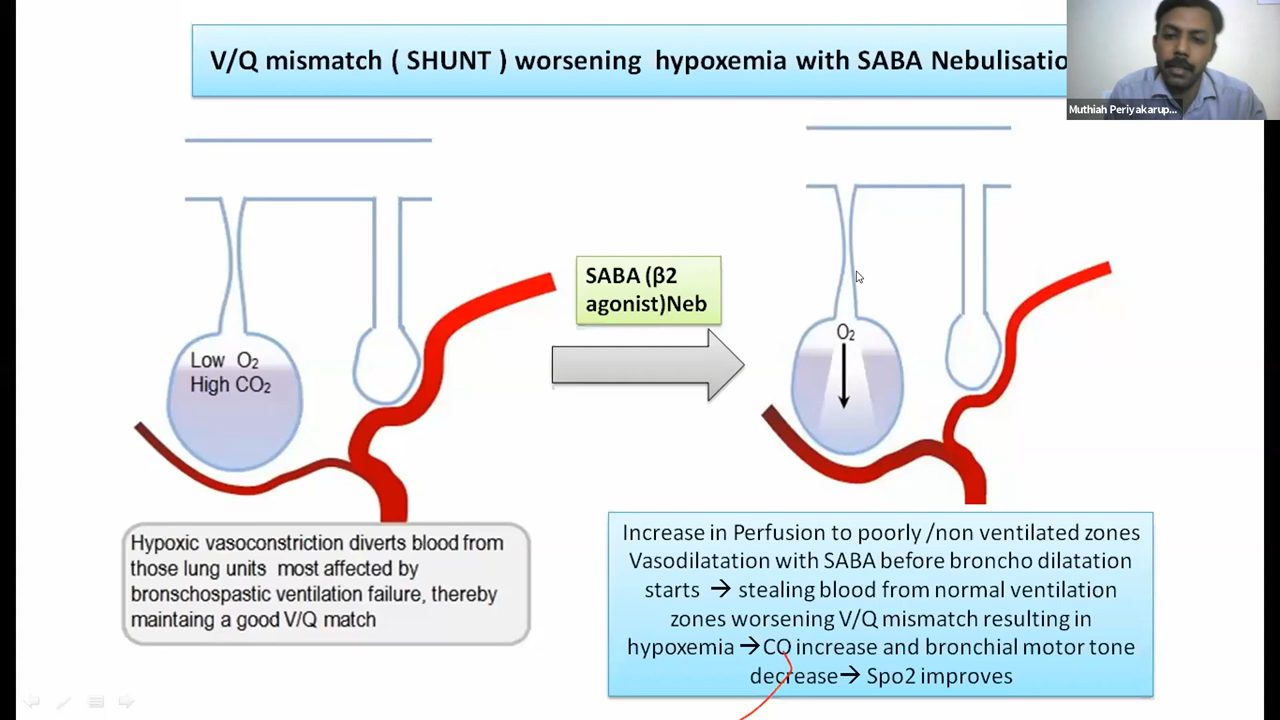 V/Q mismatch ( SHUNT ) worsening hypoxemia with SABA Nebulisatio
Muthiah Periyakarup...
SABA (β2
agonist)Neb
Low O₂
High CO₂
O₂
Hypoxic vasoconstriction diverts blood from
those lung units most affected by
bronschospastic ventilation failure, thereby
maintaing a good V/Q match
Increase in Perfusion to poorly /non ventilated zones
Vasodilatation with SABA before broncho dilatation
starts → stealing blood from normal ventilation
zones worsening V/Q mismatch resulting in
hypoxemia →CO increase and bronchial motor tone
decrease→ Spo2 improves